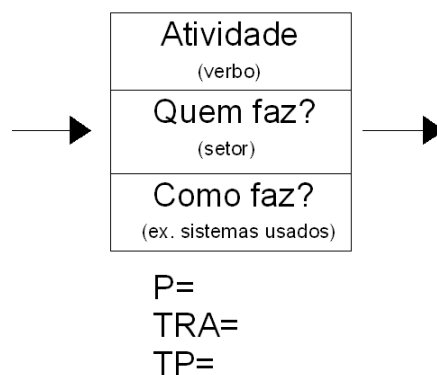 Atividade
(verbo)
Quem faz?
(setor)
Como faz?
(ex. sistemas usados)
P=
TRA=
TP=